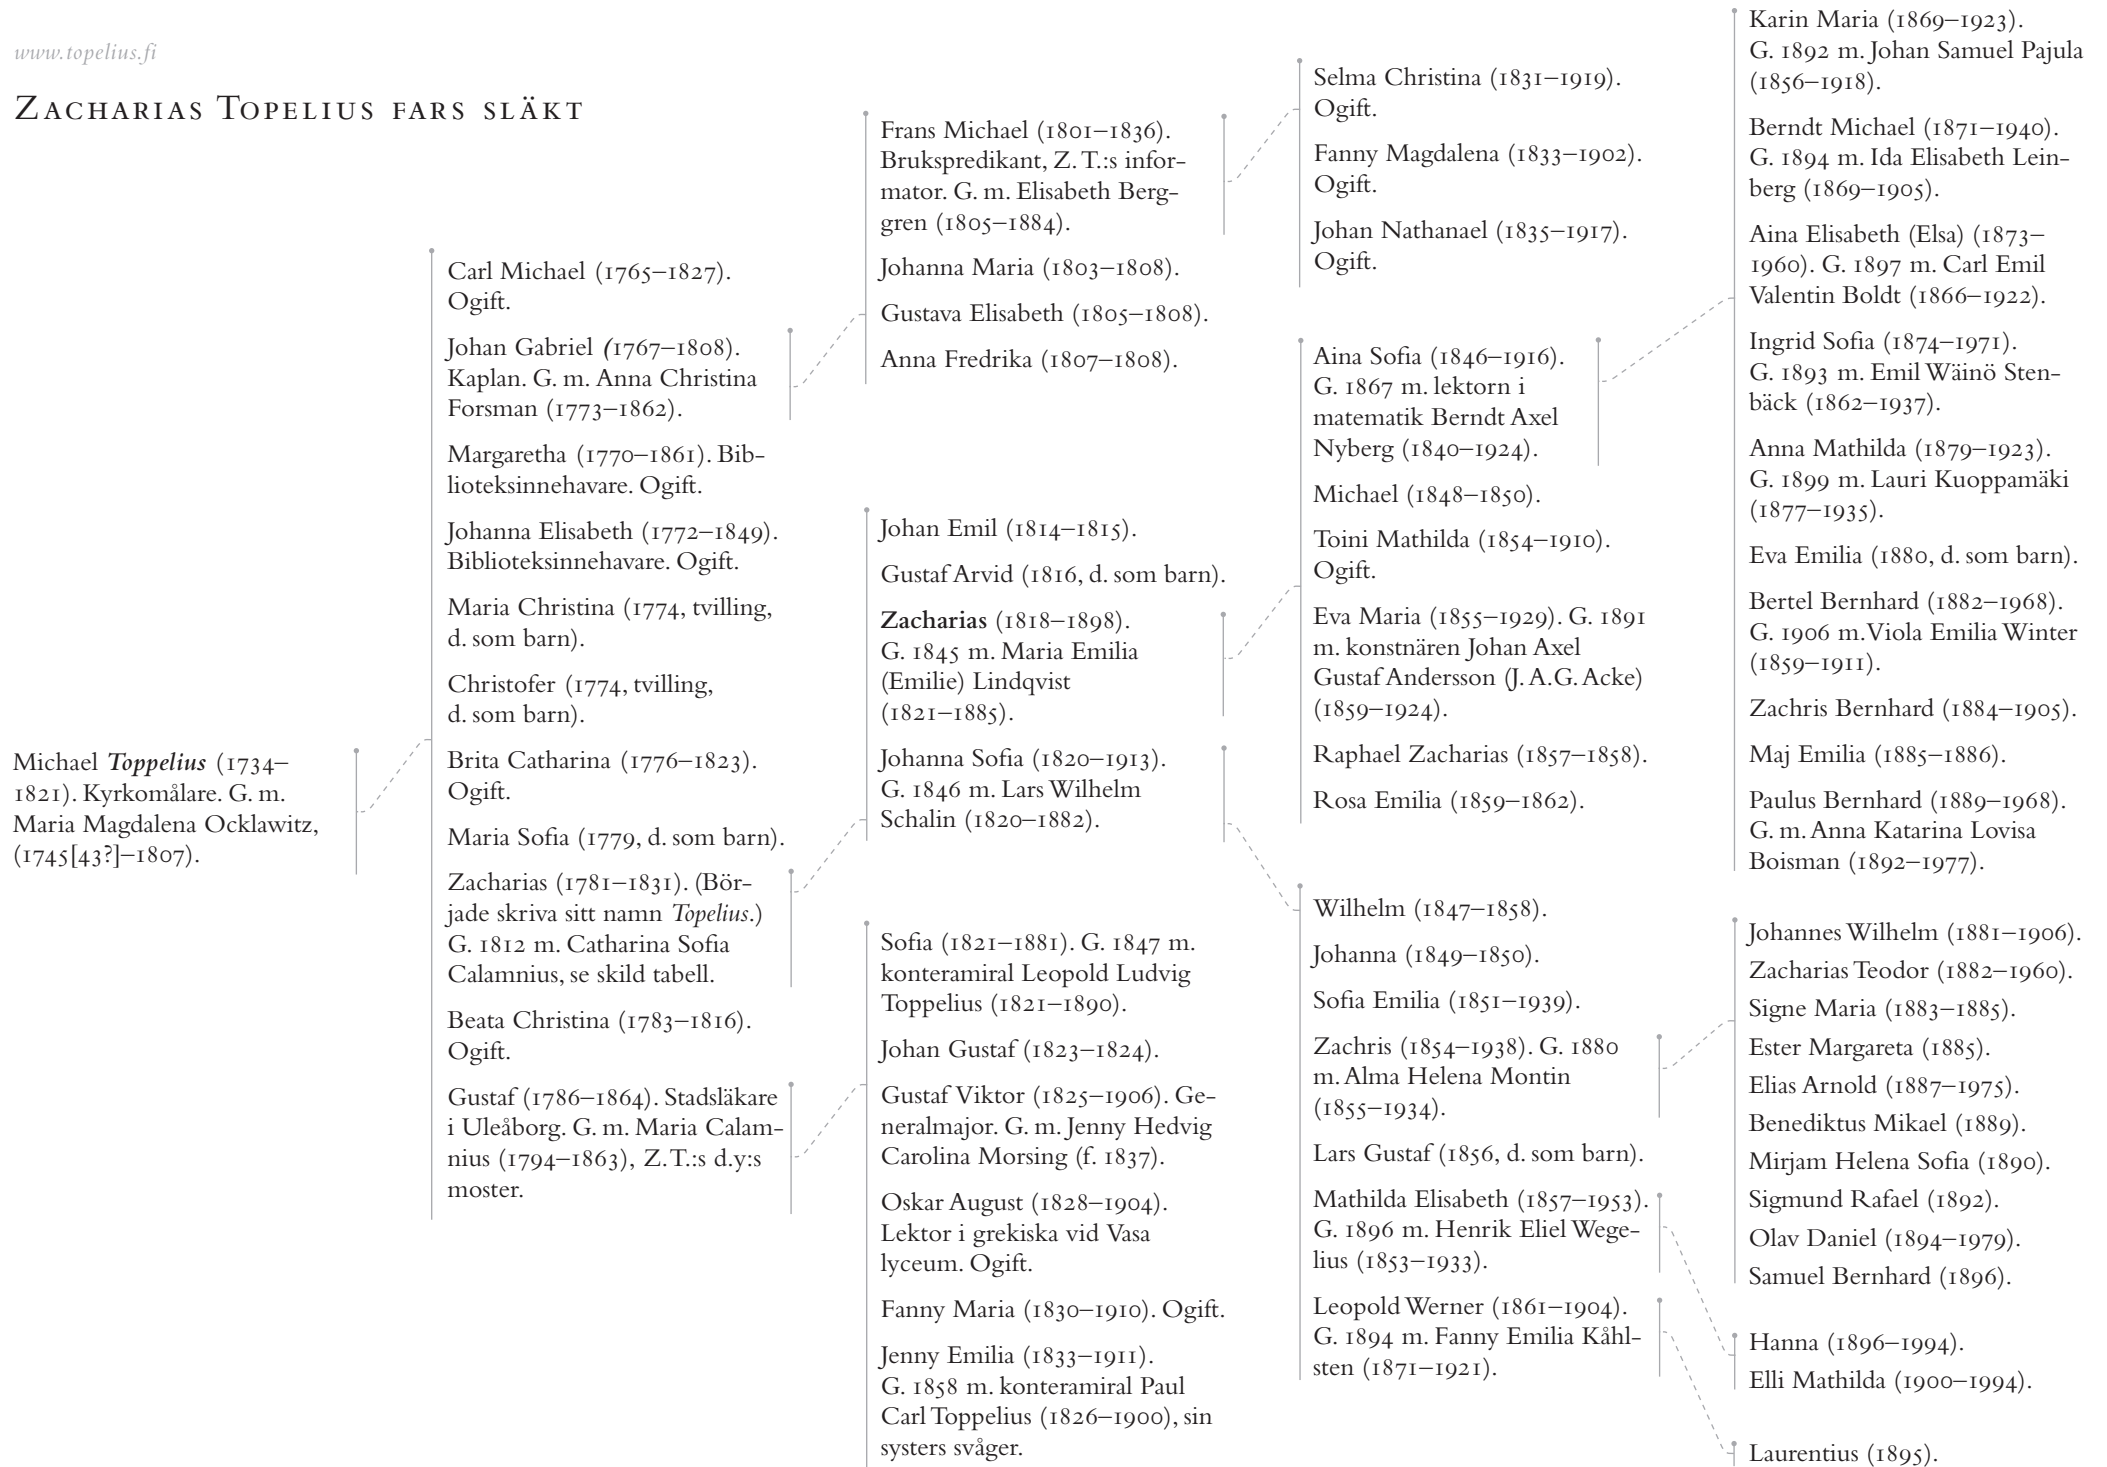 www.topelius.fi
ZACHARIAS TOPELIUS FARS SLÄKT
Michael Toppelius (1734–
1821). Kyrkomålare. G. m.
Maria Magdalena Ocklawitz,
(1745[43?]–1807).
Carl Michael (1765–1827).
Ogift.
Johan Gabriel (1767–1808).
Kaplan. G. m. Anna Christina
Forsman (1773–1862).
Margaretha (1770–1861). Bib-
lioteksinnehavare. Ogift.
Johanna Elisabeth (1772–1849).
Biblioteksinnehavare. Ogift.
Maria Christina (1774, tvilling,
d. som barn).
Christofer (1774, tvilling,
d. som barn).
Brita Catharina (1776–1823).
Ogift.
Maria Sofia (1779, d. som barn).
Zacharias (1781–1831). (Bör-
jade skriva sitt namn Topelius.)
G. 1812 m. Catharina Sofia
Calamnius, se skild tabell.
Beata Christina (1783–1816).
Ogift.
Gustaf (1786–1864). Stadsläkare
i Uleåborg. G. m. Maria Calam-
nius (1794–1863), Z.T.:s d.y:s
moster.
Frans Michael (1801–1836).
Brukspredikant, Z. T.:s infor-
mator. G. m. Elisabeth Berg-
gren (1805–1884).
Johanna Maria (1803–1808).
Gustava Elisabeth (1805–1808).
Anna Fredrika (1807–1808).
Johan Emil (1814–1815).
Gustaf Arvid (1816, d. som barn).
Zacharias (1818–1898).
G. 1845 m. Maria Emilia
(Emilie) Lindqvist
(1821–1885).
Johanna Sofia (1820–1913).
G. 1846 m. Lars Wilhelm
Schalin (1820–1882).
Sofia (1821–1881). G. 1847 m.
konteramiral Leopold Ludvig
Toppelius (1821–1890).
Johan Gustaf (1823–1824).
Gustaf Viktor (1825–1906). Ge-
neralmajor. G. m. Jenny Hedvig
Carolina Morsing (f. 1837).
Oskar August (1828–1904).
Lektor i grekiska vid Vasa
lyceum. Ogift.
Fanny Maria (1830–1910). Ogift.
Jenny Emilia (1833–1911).
G. 1858 m. konteramiral Paul
Carl Toppelius (1826–1900), sin
systers svåger.
Selma Christina (1831–1919).
Ogift.
Fanny Magdalena (1833–1902).
Ogift.
Johan Nathanael (1835–1917).
Ogift.
Aina Sofia (1846–1916).
G. 1867 m. lektorn i
matematik Berndt Axel
Nyberg (1840–1924).
Michael (1848–1850).
Toini Mathilda (1854–1910).
Ogift.
Eva Maria (1855–1929). G. 1891
m. konstnären Johan Axel
Gustaf Andersson (J. A.G. Acke)
(1859–1924).
Raphael Zacharias (1857–1858).
Rosa Emilia (1859–1862).
Wilhelm (1847–1858).
Johanna (1849–1850).
Sofia Emilia (1851–1939).
Zachris (1854–1938). G. 1880
m. Alma Helena Montin
(1855–1934).
Lars Gustaf (1856, d. som barn).
Mathilda Elisabeth (1857–1953).
G. 1896 m. Henrik Eliel Wege-
lius (1853–1933).
Leopold Werner (1861–1904).
G. 1894 m. Fanny Emilia Kåhl-
sten (1871–1921).
Karin Maria (1869–1923).
G. 1892 m. Johan Samuel Pajula
(1856–1918).
Berndt Michael (1871–1940).
G. 1894 m. Ida Elisabeth Lein-
berg (1869–1905).
Aina Elisabeth (Elsa) (1873–
1960). G. 1897 m. Carl Emil
Valentin Boldt (1866–1922).
Ingrid Sofia (1874–1971).
G. 1893 m. Emil Wäinö Sten-
bäck (1862–1937).
Anna Mathilda (1879–1923).
G. 1899 m. Lauri Kuoppamäki
(1877–1935).
Eva Emilia (1880, d. som barn).
Bertel Bernhard (1882–1968).
G. 1906 m.Viola Emilia Winter
(1859–1911).
Zachris Bernhard (1884–1905).
Maj Emilia (1885–1886).
Paulus Bernhard (1889–1968).
G. m. Anna Katarina Lovisa
Boisman (1892–1977).
Johannes Wilhelm (1881–1906).
Zacharias Teodor (1882–1960).
Signe Maria (1883–1885).
Ester Margareta (1885).
Elias Arnold (1887–1975).
Benediktus Mikael (1889).
Mirjam Helena Sofia (1890).
Sigmund Rafael (1892).
Olav Daniel (1894–1979).
Samuel Bernhard (1896).
Hanna (1896–1994).
Elli Mathilda (1900–1994).
Laurentius (1895).